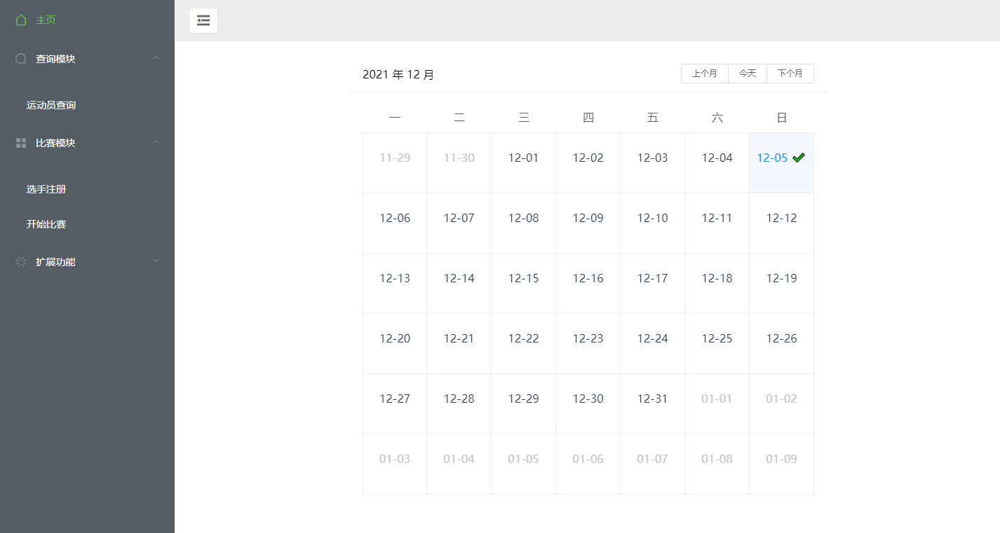 主页
查询模块
运动员查询
比赛模块
选手注册
开始比赛
扩展功能
2021 年 12 月
上个月 今天 下个月
一 二 三 四 五 六 日
11-29 11-30 12-01 12-02 12-03 12-04 12-05
12-06 12-07 12-08 12-09 12-10 12-11 12-12
12-13 12-14 12-15 12-16 12-17 12-18 12-19
12-20 12-21 12-22 12-23 12-24 12-25 12-26
12-27 12-28 12-29 12-30 12-31 01-01 01-02
01-03 01-04 01-05 01-06 01-07 01-08 01-09